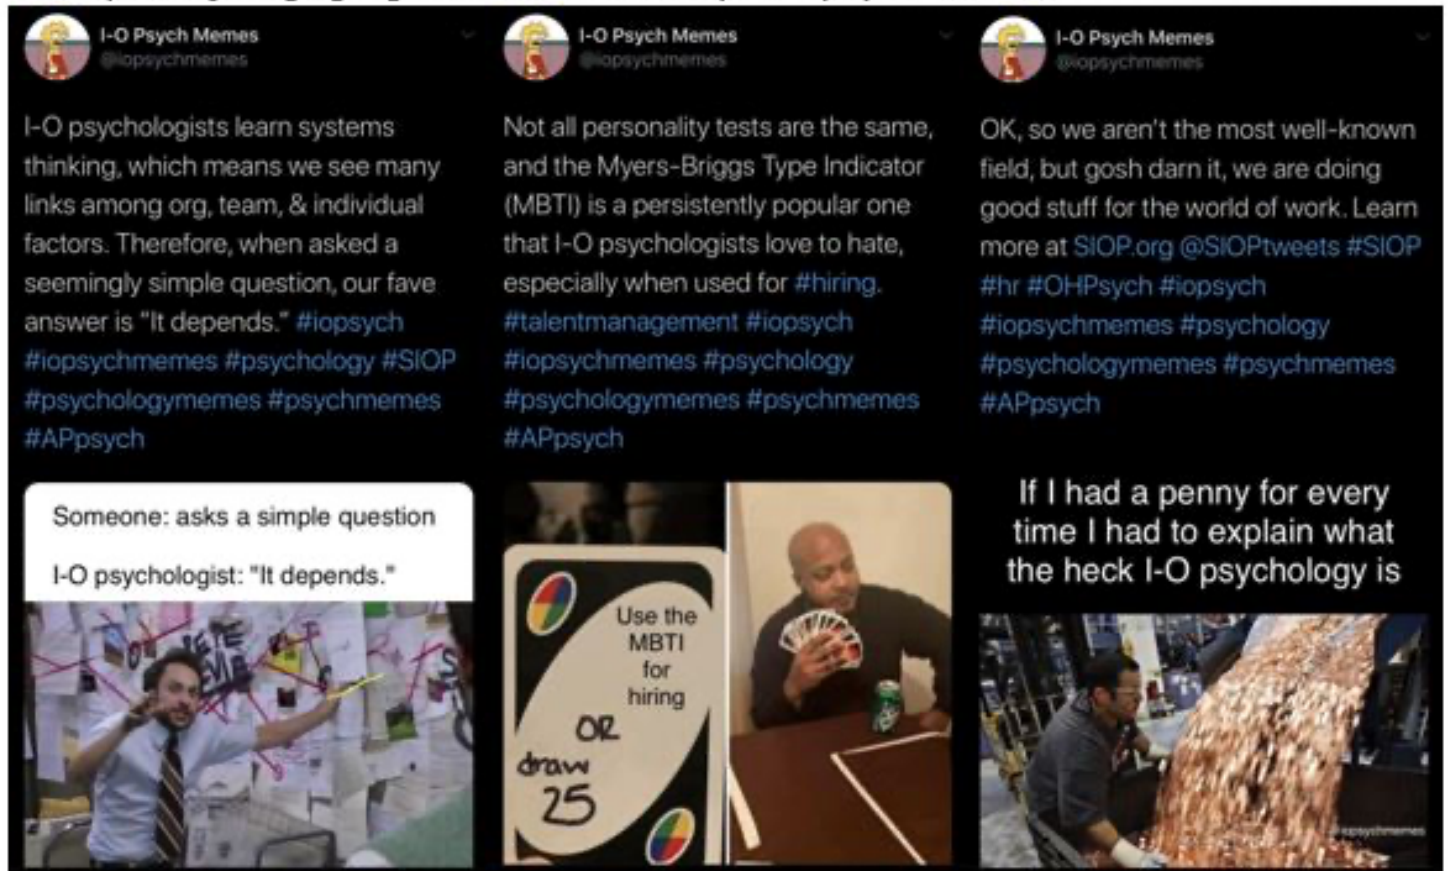 I-O Psych Memes
@iopsychmemes
I-O psychologists learn systems
thinking, which means we see many
links among org, team, & individual
factors. Therefore, when asked a
seemingly simple question, our fave
answer is "It depends." #iopsych
#iopsychmemes #psychology #SIOP
#psychologymemes #psychmemes
#APpsych
Someone: asks a simple question
I-O psychologist: "It depends."
I-O Psych Memes
@iopsychmemes
Not all personality tests are the same,
and the Myers-Briggs Type Indicator
(MBTI) is a persistently popular one
that I-O psychologists love to hate,
especially when used for #hiring.
#talentmanagement #iopsych
#iopsychmemes #psychology
#psychologymemes #psychmemes
#APpsych
Use the
MBTI
for
hiring
OR
draw
25
I-O Psych Memes
@iopsychmemes
OK, so we aren't the most well-known
field, but gosh darn it, we are doing
good stuff for the world of work. Learn
more at SIOP.org @SIOPtweets #SIOP
#hr #OHPsych #iopsych
#iopsychmemes #psychology
#psychologymemes #psychmemes
#APpsych
If I had a penny for every
time I had to explain what
the heck I-O psychology is
@iopsychmemes